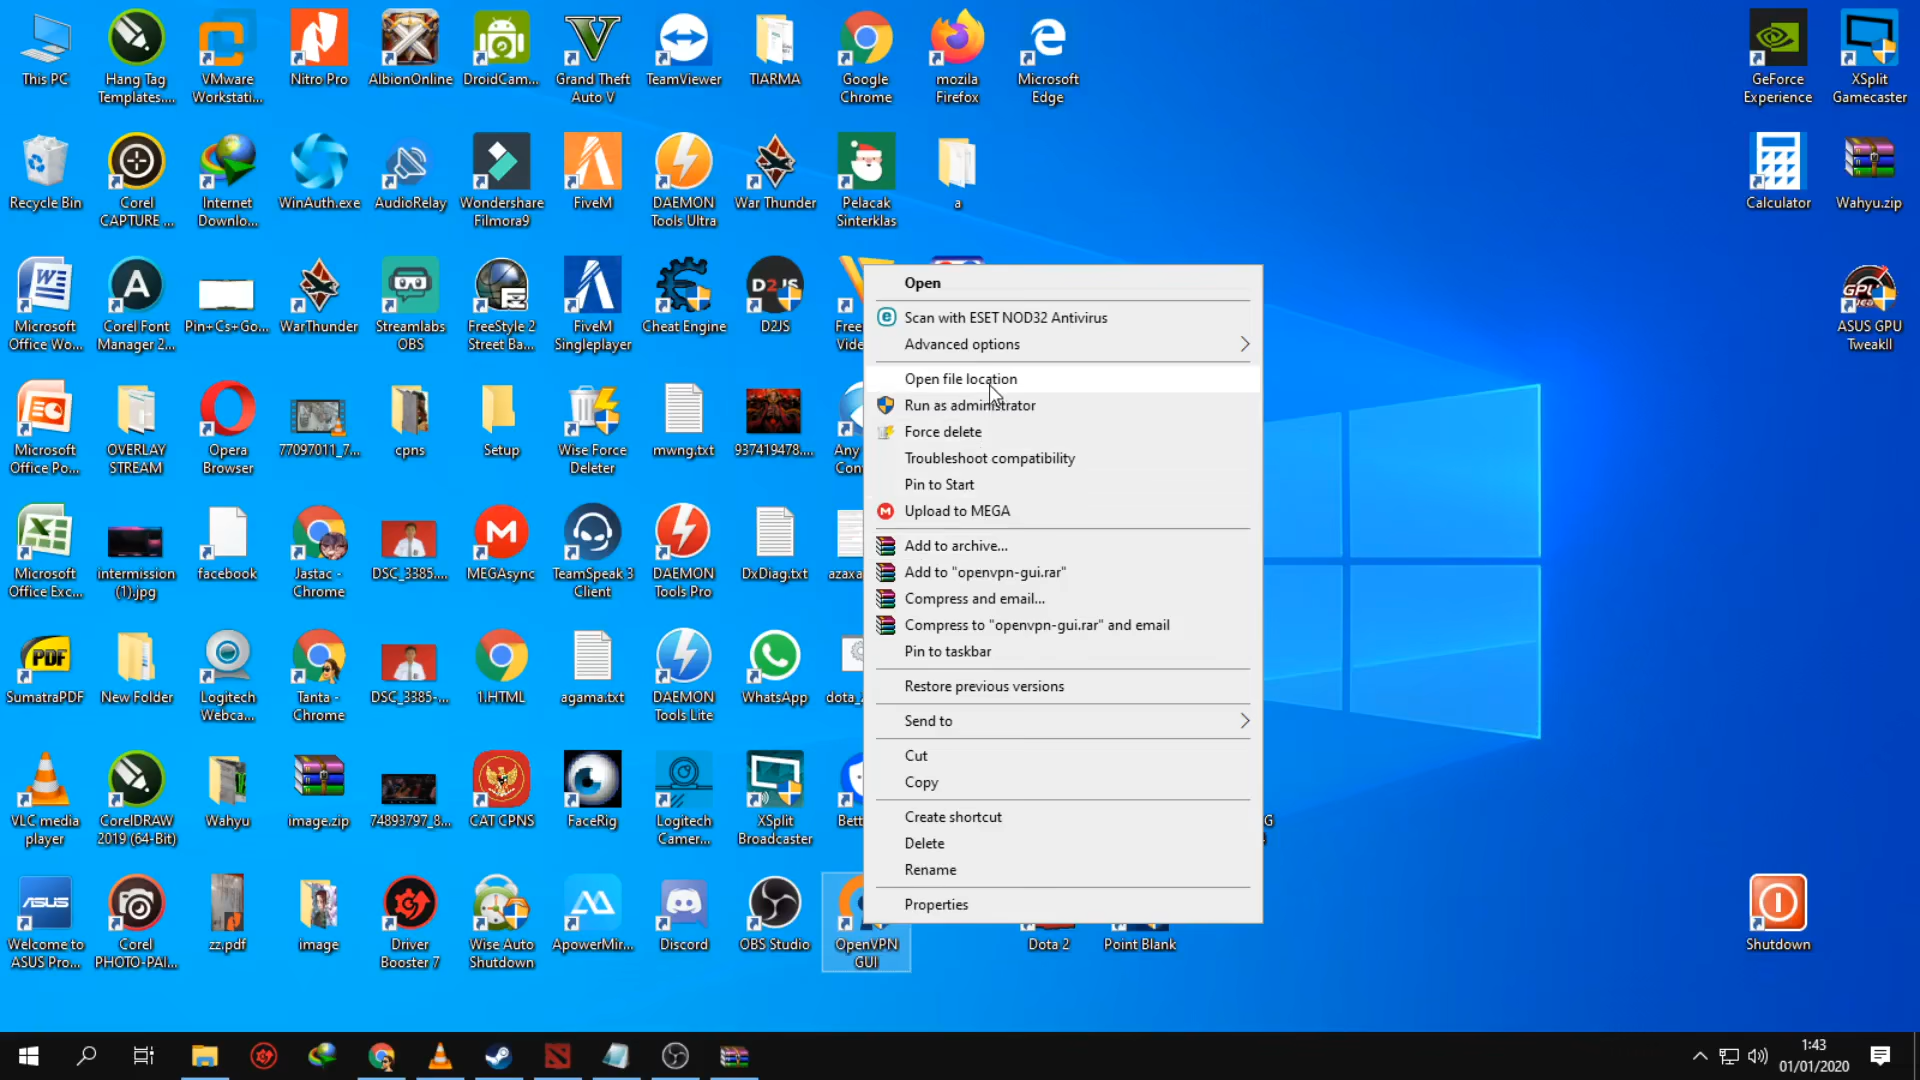 This PC
Hang Tag
Templates....
VMware
Workstati...
Nitro Pro
AlbionOnline
DroidCam...
Grand Theft
Auto V
TeamViewer
TIARMA
Google
Chrome
mozila
Firefox
Microsoft
Edge
GeForce
Experience
XSplit
Gamecaster
Recycle Bin
Corel
CAPTURE ...
Internet
Downlo...
WinAuth.exe
AudioRelay
Wondershare
Filmora9
FiveM
DAEMON
Tools Ultra
War Thunder
Pelacak
Sinterklas
a
Calculator
Wahyu.zip
Microsoft
Office Wo...
Corel Font
Manager 2...
Pin+Cs+Go...
WarThunder
Streamlabs
OBS
FreeStyle 2
Street Ba...
FiveM
Singleplayer
Cheat Engine
D2JS
D2JS
Free
Vide
GPU
ASUS GPU
TweakII
Microsoft
Office Po...
OVERLAY
STREAM
Opera
Browser
77097011_7...
cpns
Setup
Wise Force
Deleter
mwng.txt
937419478....
Any
Con
Microsoft
Office Exc...
intermission
(1).jpg
facebook
Jastac -
Chrome
DSC_3385....
MEGAsync
TeamSpeak 3
Client
DAEMON
Tools Pro
DxDiag.txt
azaxa
PDF
SumatraPDF
New Folder
Logitech
Webca...
Tanta -
Chrome
DSC_3385-...
1.HTML
agama.txt
DAEMON
Tools Lite
WhatsApp
dota_2
VLC media
player
CorelDRAW
2019 (64-Bit)
Wahyu
image.zip
74893797_8...
CAT CPNS
FaceRig
Logitech
Camer...
XSplit
Broadcaster
Bett
G
ASUS
Welcome to
ASUS Pro...
Corel
PHOTO-PAI...
zz.pdf
image
Driver
Booster 7
Wise Auto
Shutdown
ApowerMir...
Discord
OBS Studio
OpenVPN
GUI
Dota 2
Point Blank
Shutdown
Open
Scan with ESET NOD32 Antivirus
Advanced options
Open file location
Run as administrator
Force delete
Troubleshoot compatibility
Pin to Start
Upload to MEGA
Add to archive...
Add to "openvpn-gui.rar"
Compress and email...
Compress to "openvpn-gui.rar" and email
Pin to taskbar
Restore previous versions
Send to
Cut
Copy
Create shortcut
Delete
Rename
Properties
1:43
01/01/2020